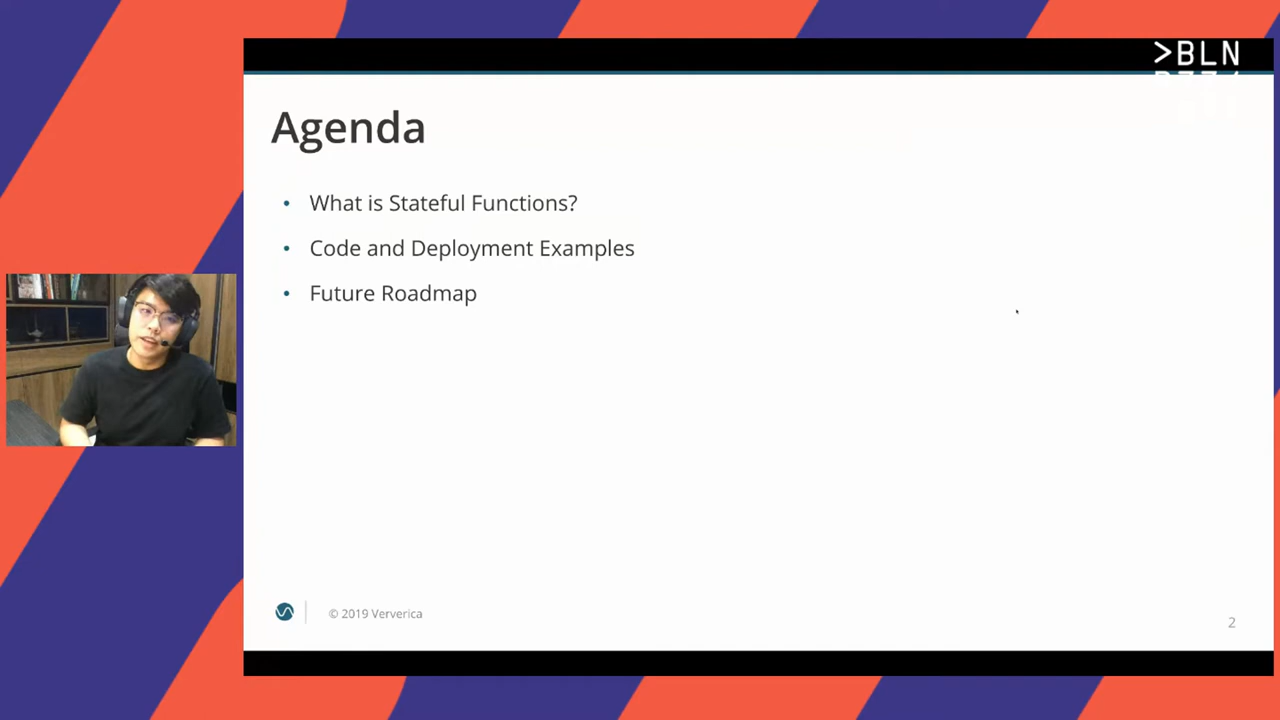 >BLN
Agenda
• What is Stateful Functions?
• Code and Deployment Examples
• Future Roadmap
© 2019 Ververica
2